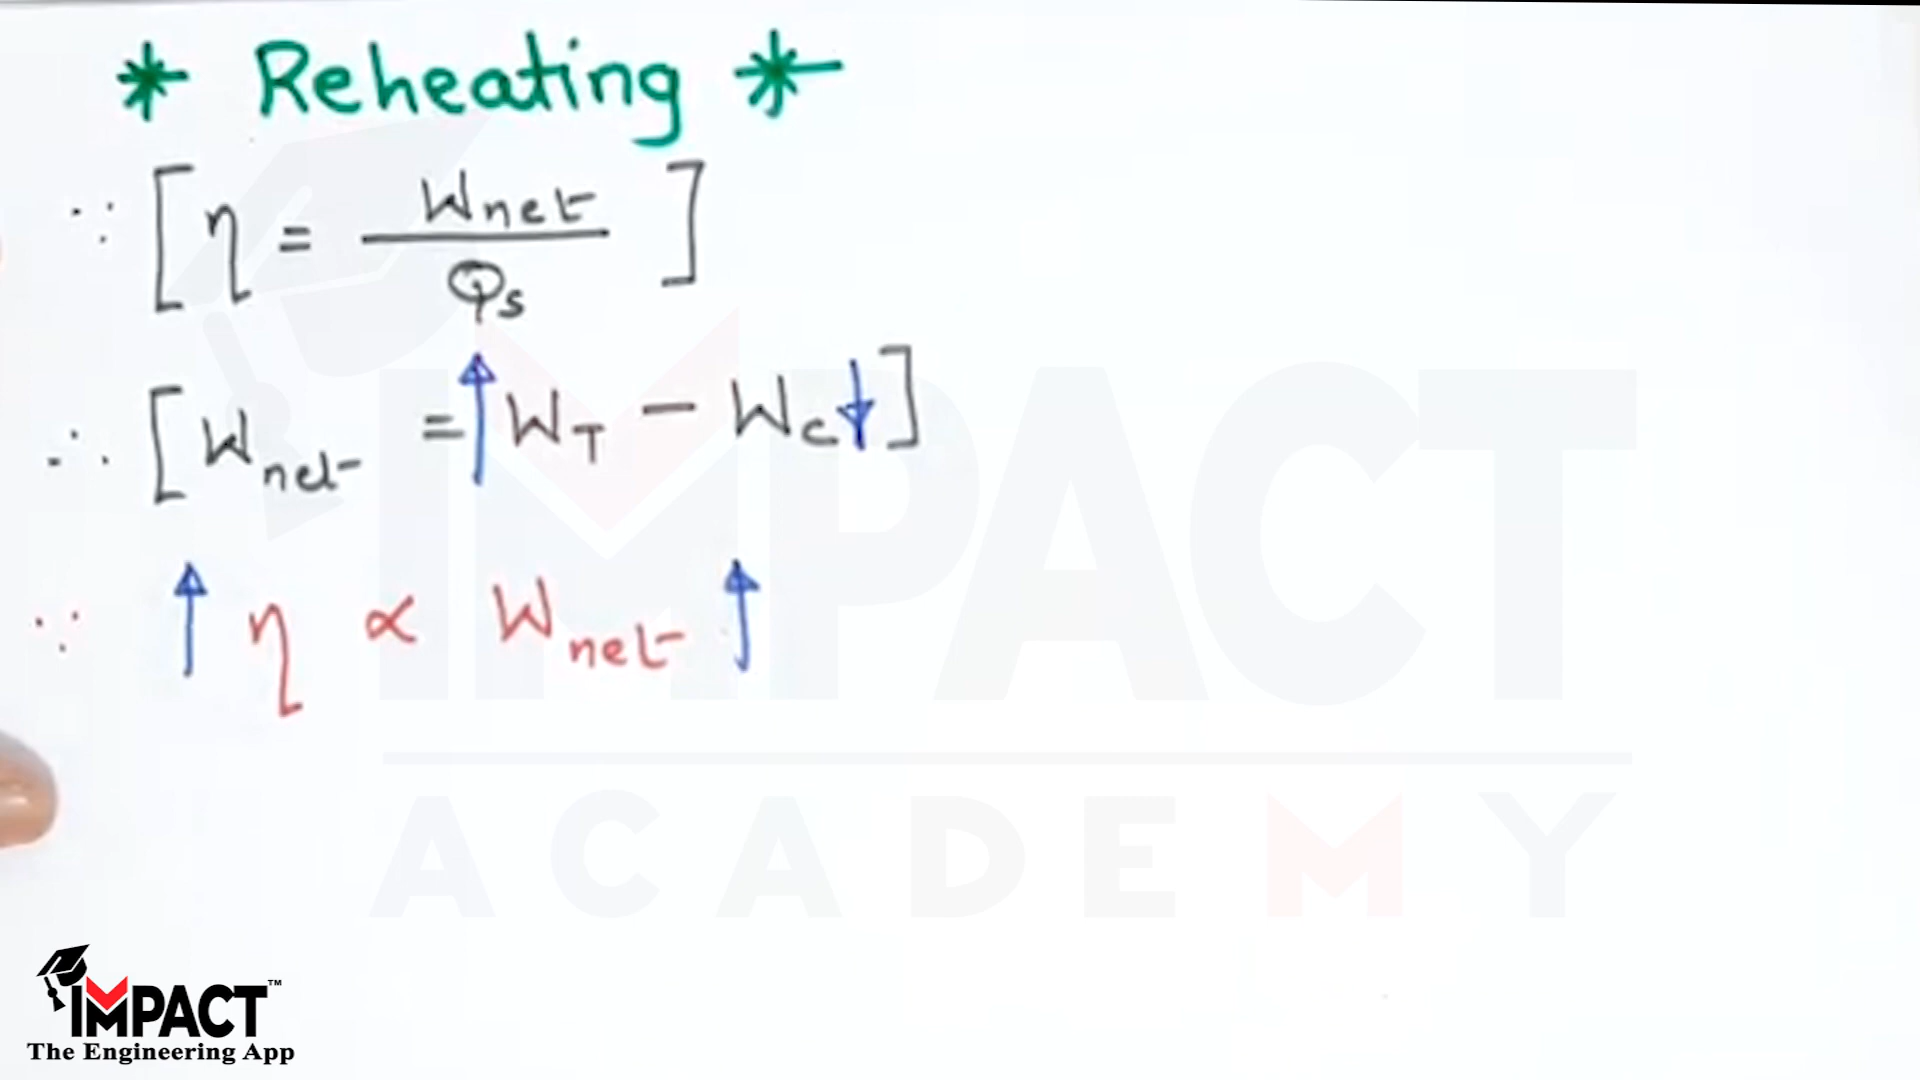 * Reheating *
∵ [η = Wnet / Qs]
∴ [Wnet = ↑ WT − Wc ↓]
∵ ↑ η ∝ Wnet ↑
IMPACT
ACADEMY
IMPACT™
The Engineering App